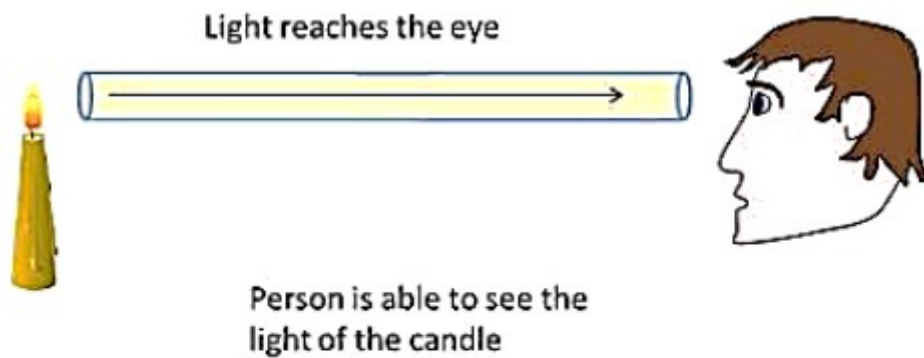 Light reaches the eye
Person is able to see the
light of the candle